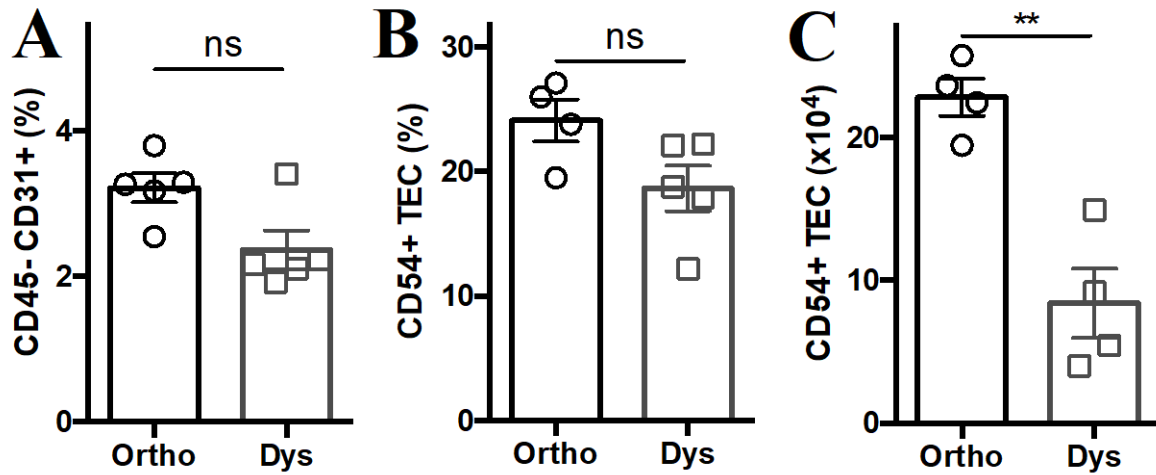 A
ns
CD45- CD31+ (%)
4
2
0
Ortho Dys
B
ns
CD54+ TEC (%)
30
20
10
0
Ortho Dys
C
**
CD54+ TEC (x10⁴)
20
10
0
Ortho Dys